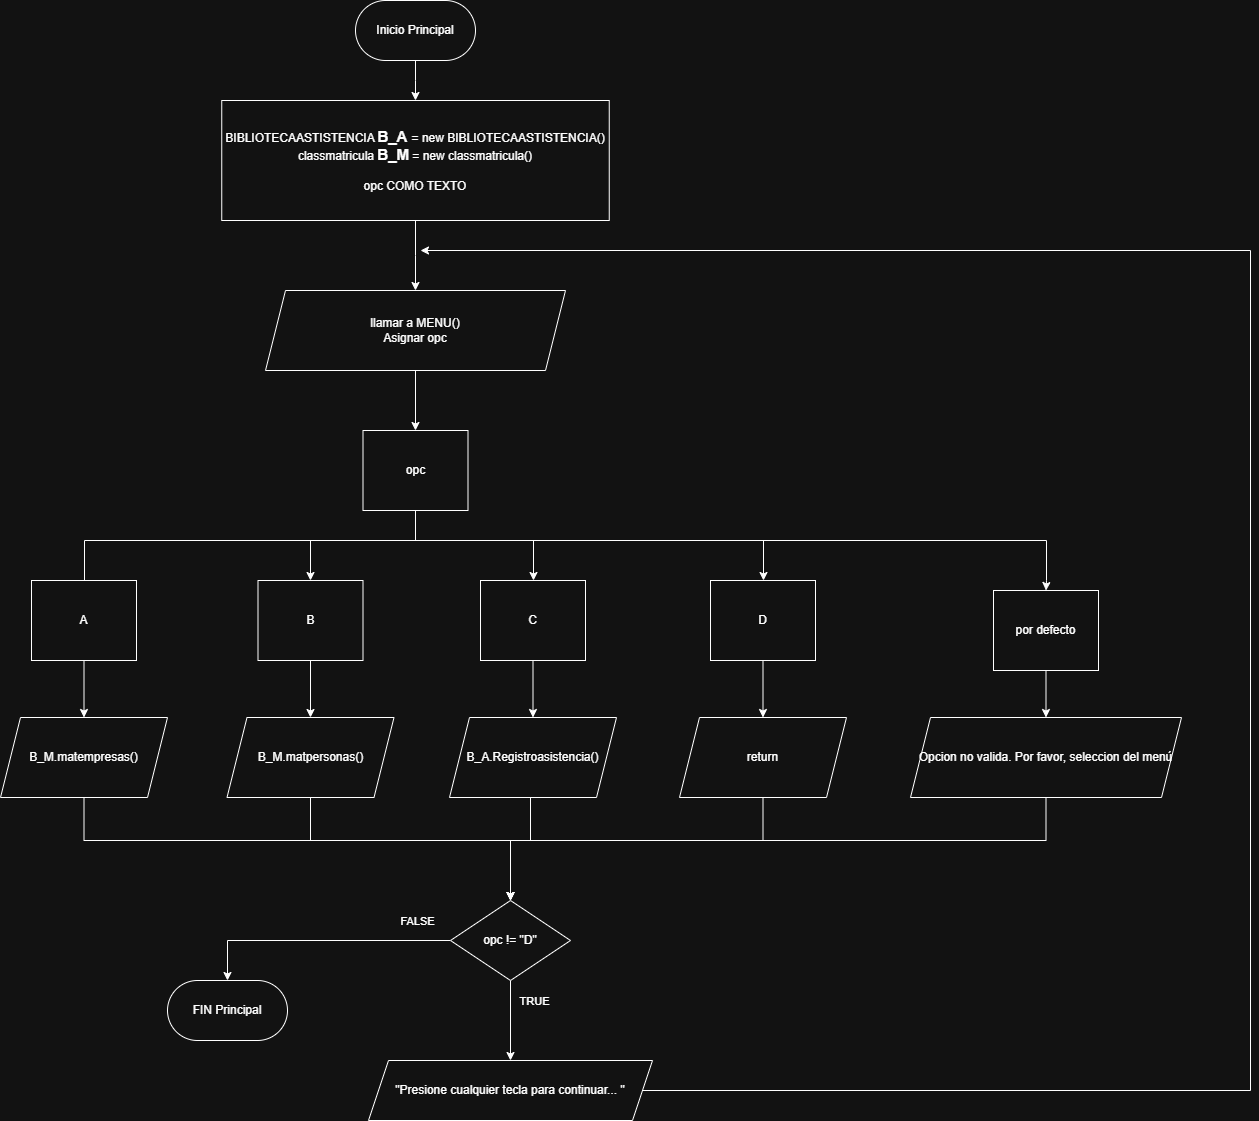 Inicio Principal
BIBLIOTECAASTISTENCIA B_A = new BIBLIOTECAASTISTENCIA()
classmatricula B_M = new classmatricula()
opc COMO TEXTO
llamar a MENU()
Asignar opc
opc
A
B
C
D
por defecto
B_M.matempresas()
B_M.matpersonas()
B_A.Registroasistencia()
return
Opcion no valida. Por favor, seleccion del menú
FALSE
opc != "D"
FIN Principal
TRUE
"Presione cualquier tecla para continuar... "